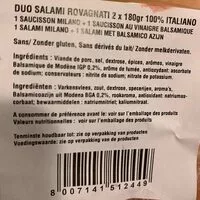 DUO SALAMI ROVAGNATI 2 x 180gr 100% ITALIANO
1 SAUCISSON MILANO + 1 SAUCISSON AU VINAIGRE BALSAMIQUE
1 SALAMI MILANO + 1 SALAMI MET BALSAMICO AZIJN
Sans/ Zonder gluten, Sans dérivés du lait/ Zonder melkderivaten.
Ingrédients : Viande de porc, sel, dextrose, épices, arômes, vinaigre
Balsamique de Modène IGP 0,2%, arôme de fumée, antioxydant: ascorbate
de sodium ; conservateurs: nitrite de sodium, nitrate de potassium.
Ingrediënten: Varkensvlees, zout, dextrose, specerijen, aroma's,
Balsamicoazijn uit Modena BGA 0,2%, rookaroma, antioxidant: natriumas-
corbaat, bewaarmiddel: natriumnitriet,
A consommer de préférence avant le: voir sur l'emballage des produits
Valeurs nutritionnelles : voir sur l'emballage des produits
Tenminste houdbaar tot: zie op verpakking van producten
Voedingswaarde: zie op verpakking van producten
8 007141 512449